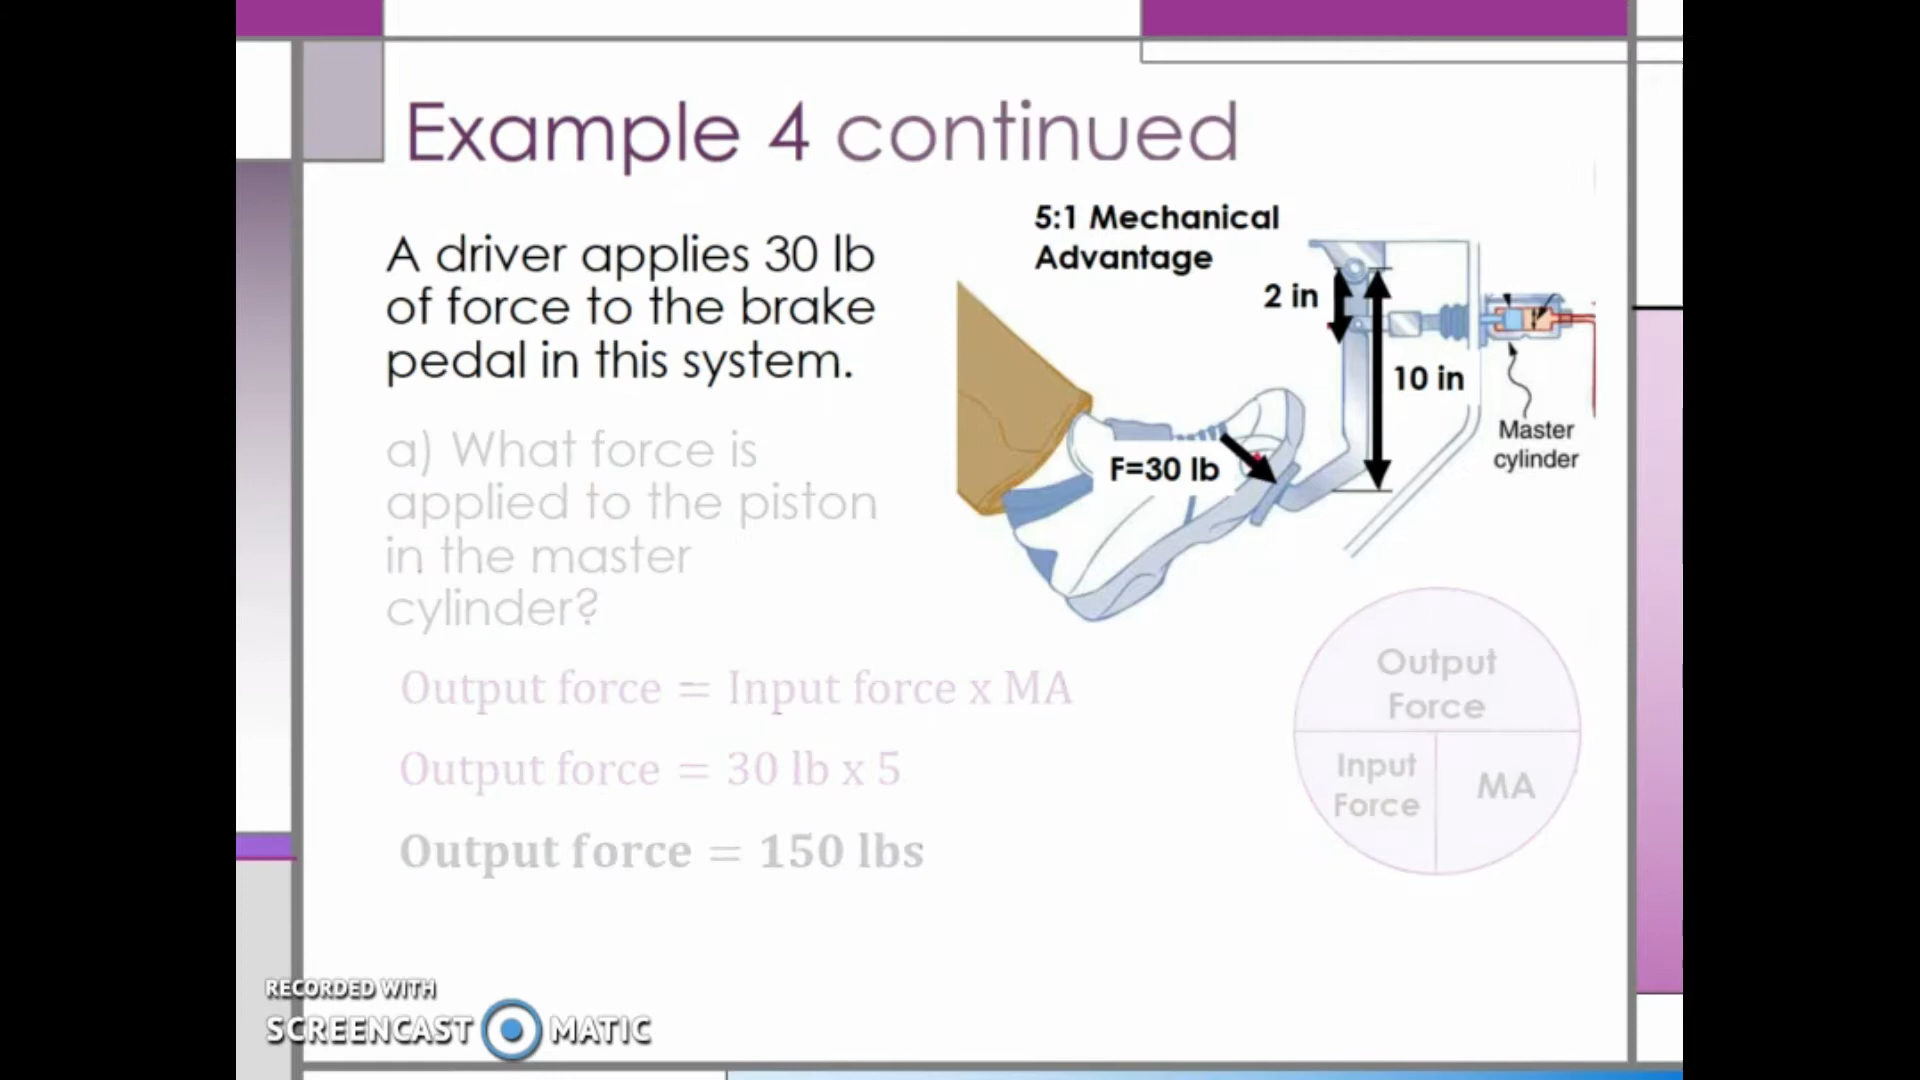 Example 4 continued
A driver applies 30 lb
of force to the brake
pedal in this system.
a) What force is
applied to the piston
in the master
cylinder?
Output force = Input force x MA
Output force = 30 lb x 5
Output force = 150 lbs
5:1 Mechanical
Advantage
2 in
10 in
F=30 lb
Master
cylinder
Output
Force
Input
Force
MA
RECORDED WITH
SCREENCAST MATIC